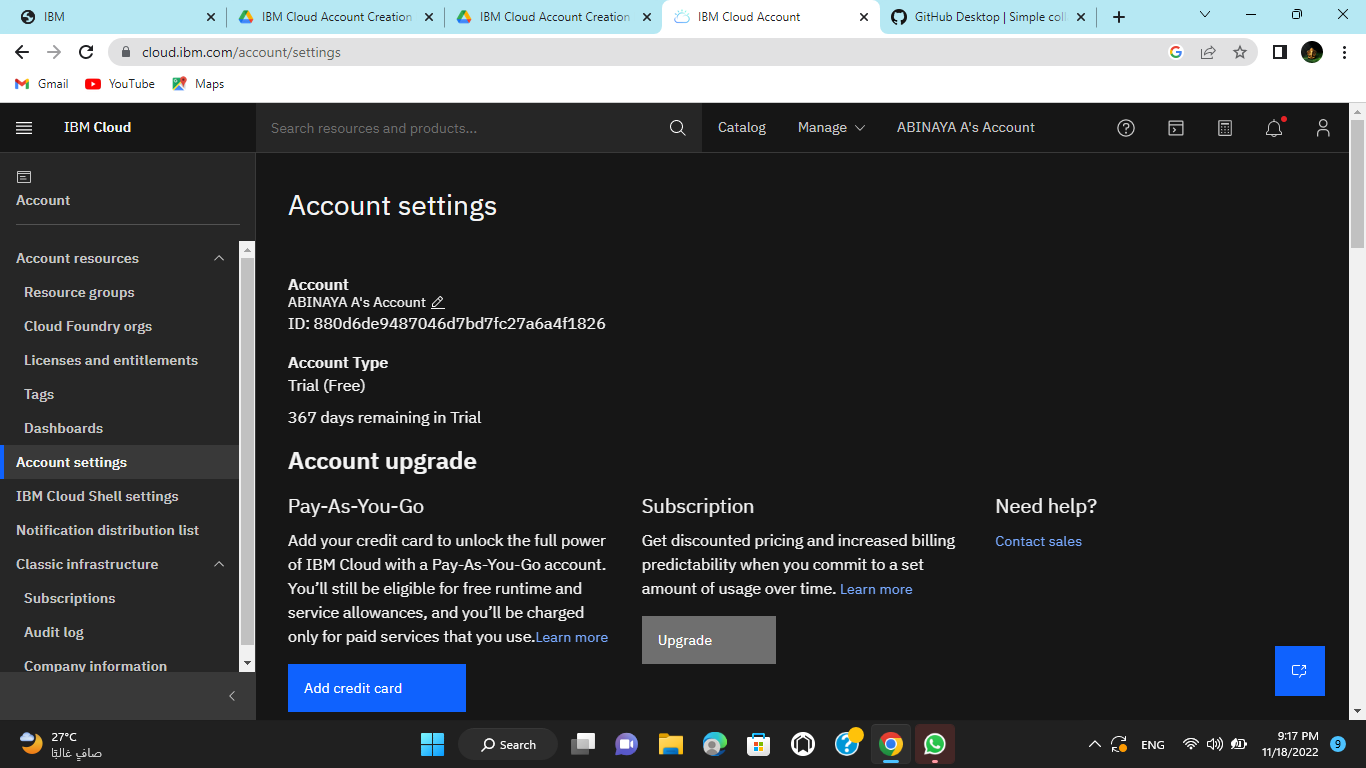 IBM
IBM Cloud Account Creation
IBM Cloud Account Creation
IBM Cloud Account
GitHub Desktop | Simple coll
cloud.ibm.com/account/settings
Gmail
YouTube
Maps
IBM Cloud
Search resources and products...
Catalog
Manage
ABINAYA A's Account
Account
Account resources
Resource groups
Cloud Foundry orgs
Licenses and entitlements
Tags
Dashboards
Account settings
IBM Cloud Shell settings
Notification distribution list
Classic infrastructure
Subscriptions
Audit log
Company information
Account settings
Account
ABINAYA A's Account
ID: 880d6de9487046d7bd7fc27a6a4f1826
Account Type
Trial (Free)
367 days remaining in Trial
Account upgrade
Pay-As-You-Go
Add your credit card to unlock the full power
of IBM Cloud with a Pay-As-You-Go account.
You’ll still be eligible for free runtime and
service allowances, and you’ll be charged
only for paid services that you use.Learn more
Add credit card
Subscription
Get discounted pricing and increased billing
predictability when you commit to a set
amount of usage over time. Learn more
Upgrade
Need help?
Contact sales
27°C
صافٍ غالبًا
Search
ENG
9:17 PM
11/18/2022
9